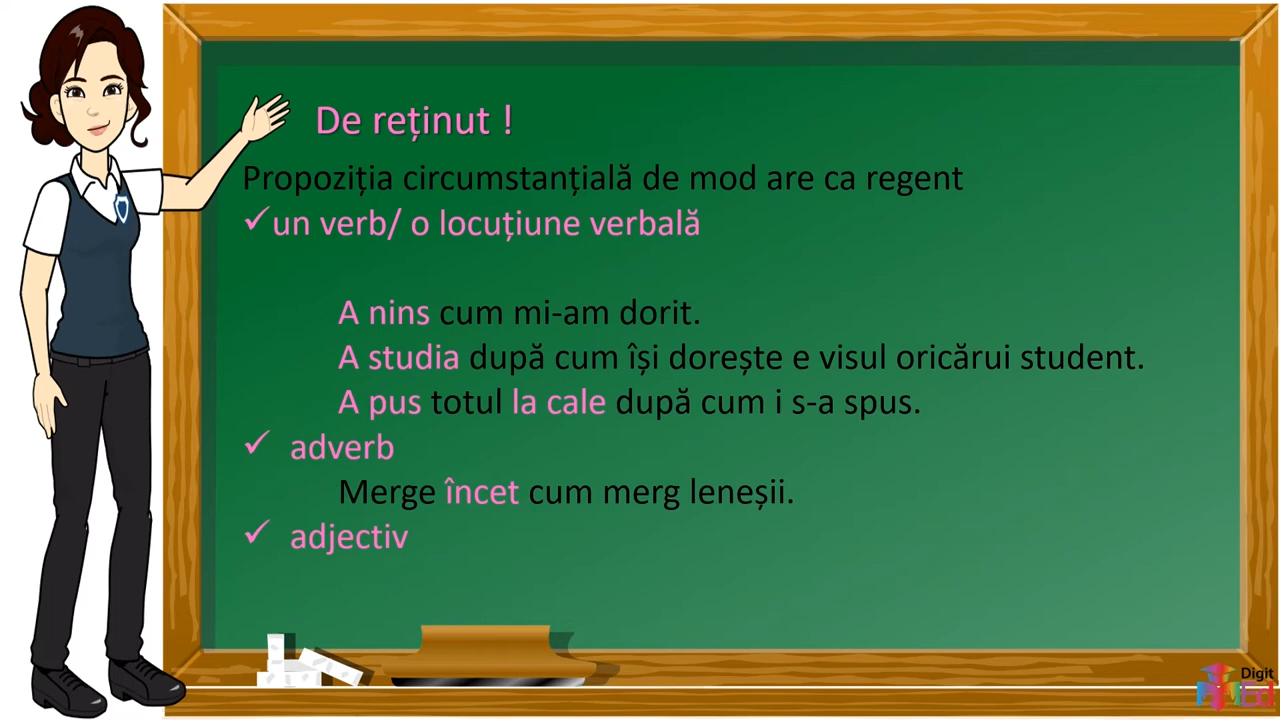 De reținut !
Propoziția circumstanțială de mod are ca regent
✓un verb/ o locuțiune verbală
A nins cum mi-am dorit.
A studia după cum își dorește e visul oricărui student.
A pus totul la cale după cum i s-a spus.
✓ adverb
Merge încet cum merg leneșii.
✓ adjectiv
Digit
Ed